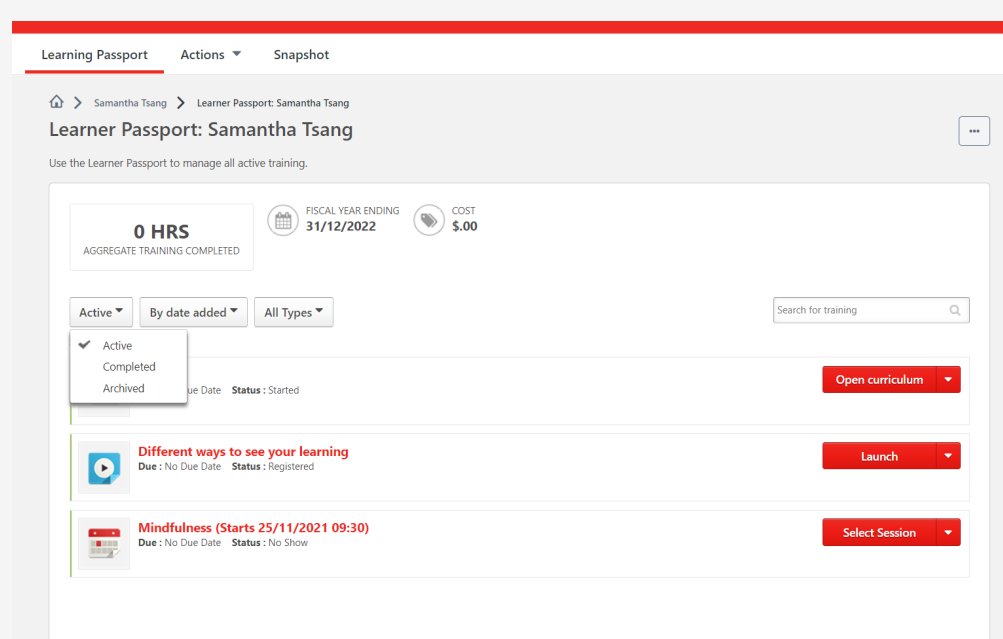 Learning Passport Actions Snapshot
Samantha Tsang Learner Passport: Samantha Tsang
Learner Passport: Samantha Tsang
Use the Learner Passport to manage all active training.
0 HRS
AGGREGATE TRAINING COMPLETED
FISCAL YEAR ENDING
31/12/2022
COST
$.00
Active By date added All Types
Search for training
Active
Completed
Archived
Date Status : Started
Open curriculum
Different ways to see your learning
Due : No Due Date Status : Registered
Launch
Mindfulness (Starts 25/11/2021 09:30)
Due : No Due Date Status : No Show
Select Session